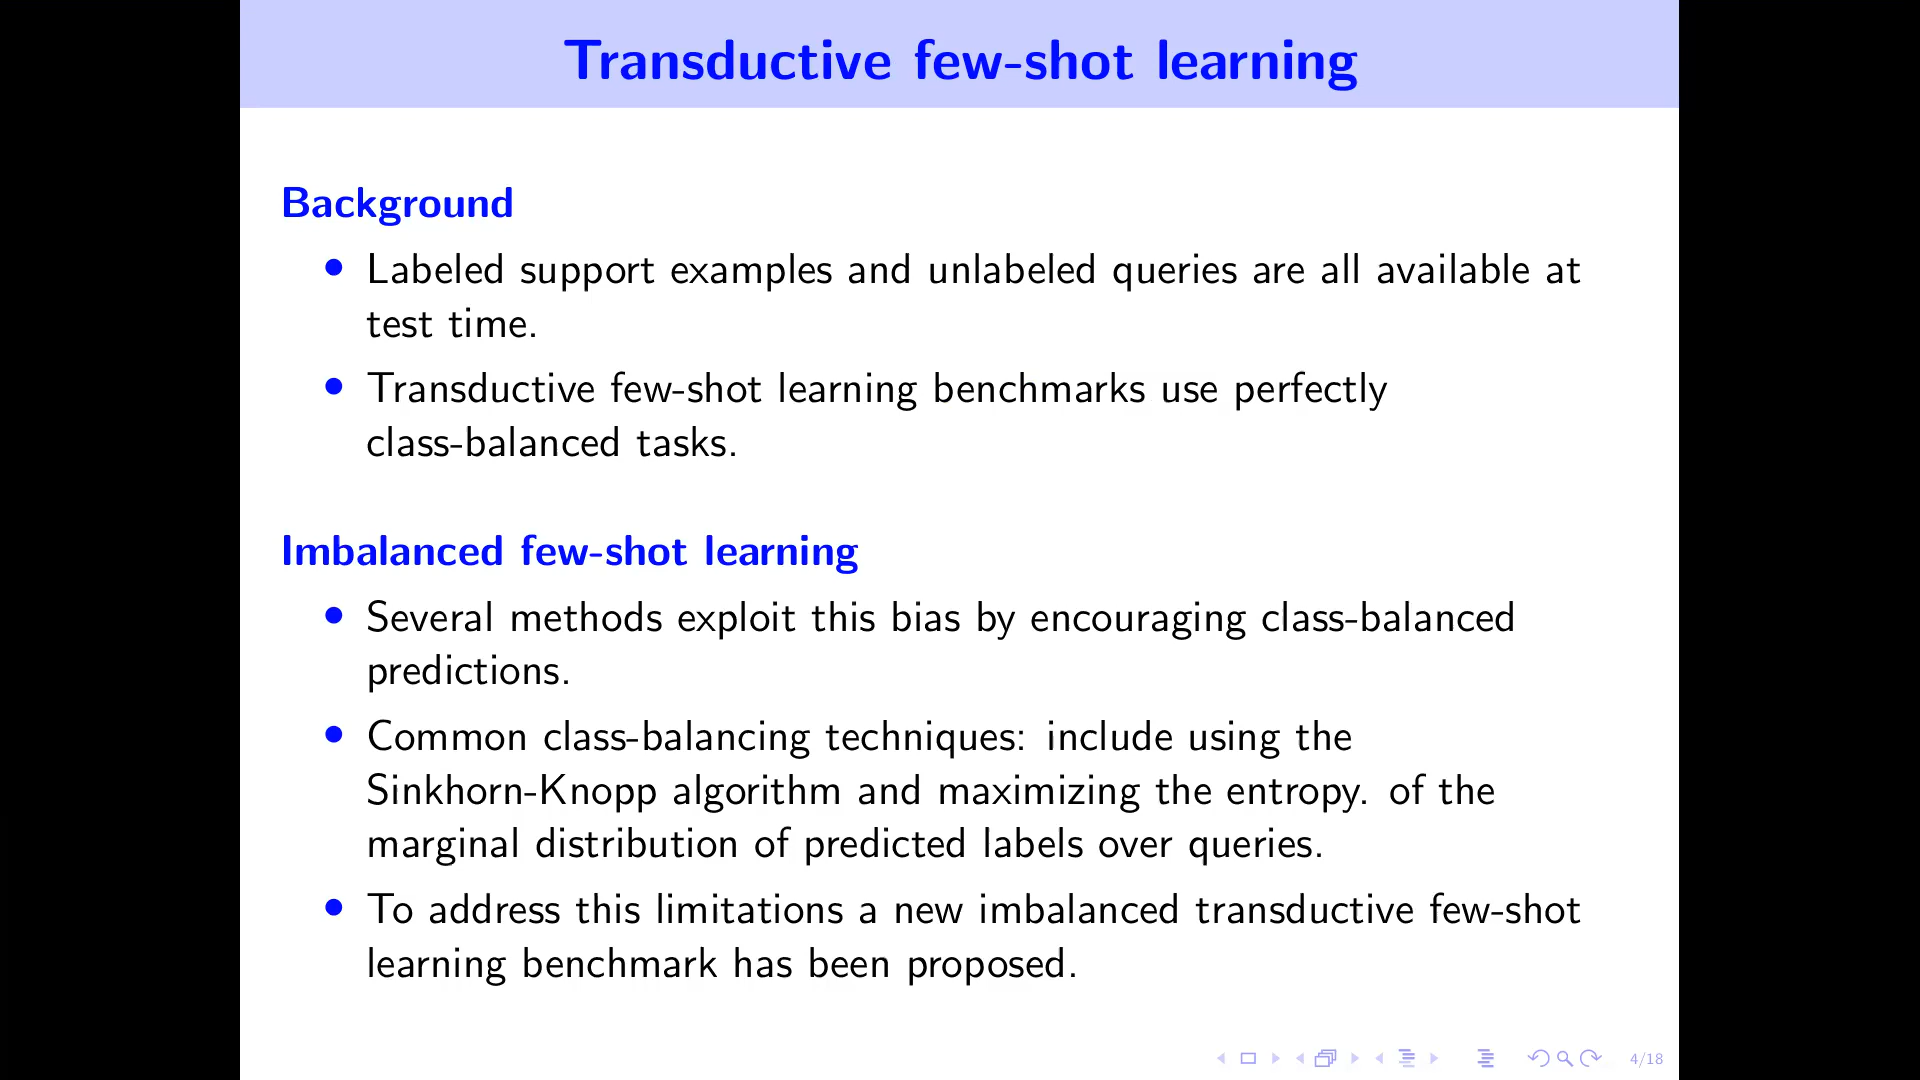 Transductive few-shot learning
Background
• Labeled support examples and unlabeled queries are all available at
test time.
• Transductive few-shot learning benchmarks use perfectly
class-balanced tasks.
Imbalanced few-shot learning
• Several methods exploit this bias by encouraging class-balanced
predictions.
• Common class-balancing techniques: include using the
Sinkhorn-Knopp algorithm and maximizing the entropy. of the
marginal distribution of predicted labels over queries.
• To address this limitations a new imbalanced transductive few-shot
learning benchmark has been proposed.
4/18